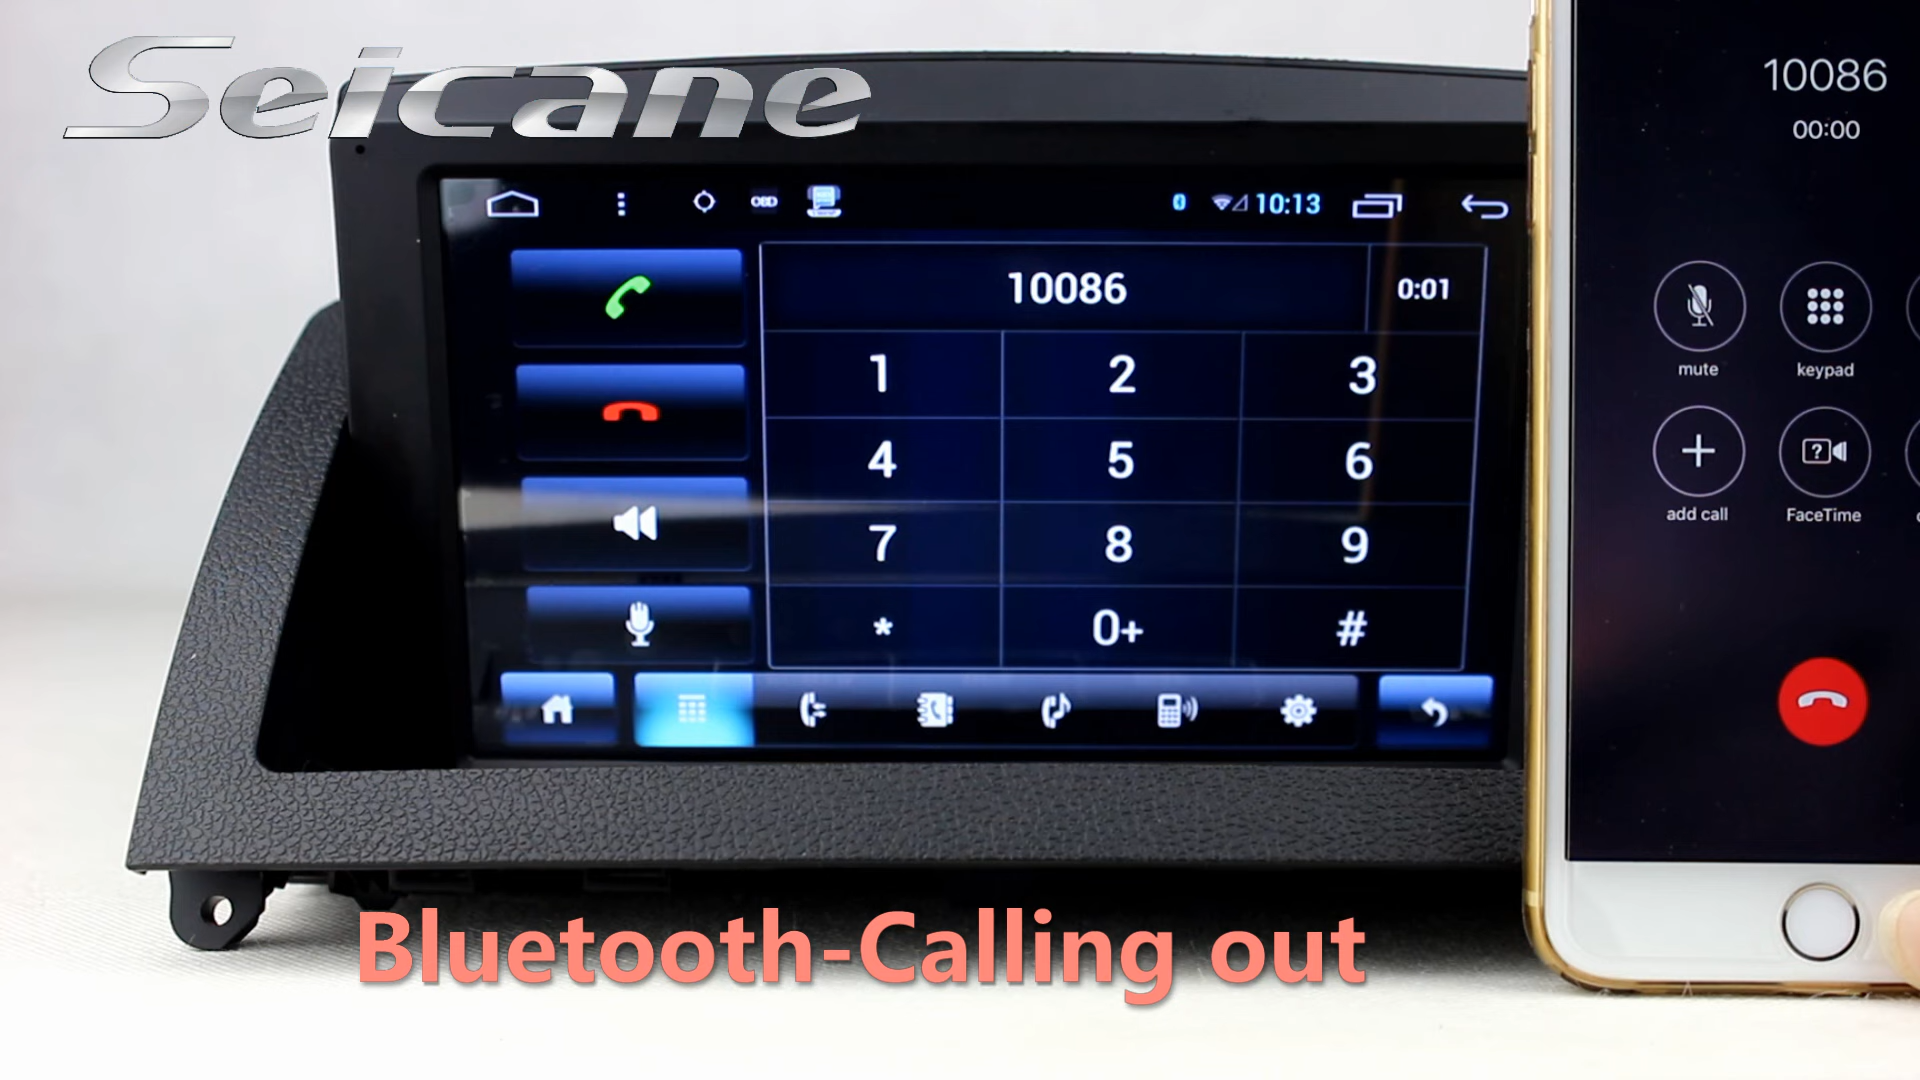 Seicane
OBD
10:13
10086
0:01
1 2 3
4 5 6
7 8 9
* 0+ #
10086
00:00
mute
keypad
add call
FaceTime
Bluetooth-Calling out